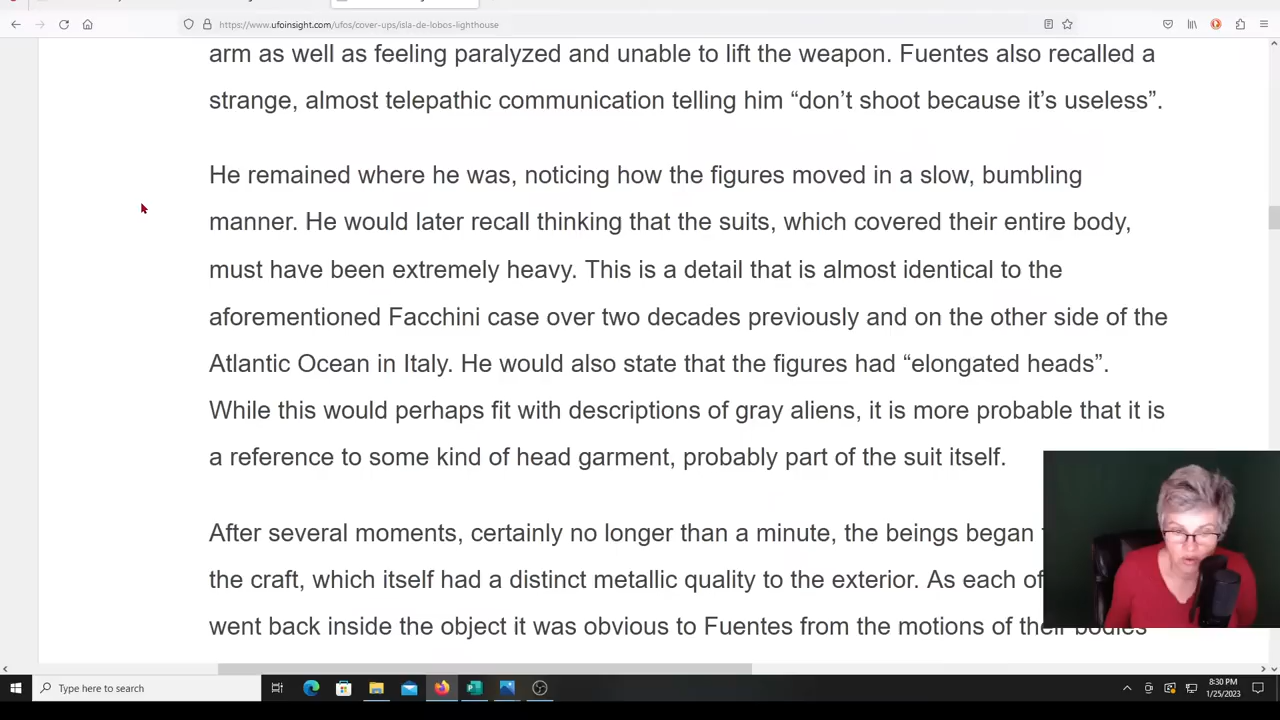 https://www.ufoinsight.com/ufos/cover-ups/isla-de-lobos-lighthouse
arm as well as feeling paralyzed and unable to lift the weapon. Fuentes also recalled a
strange, almost telepathic communication telling him “don’t shoot because it’s useless”.
He remained where he was, noticing how the figures moved in a slow, bumbling
manner. He would later recall thinking that the suits, which covered their entire body,
must have been extremely heavy. This is a detail that is almost identical to the
aforementioned Facchini case over two decades previously and on the other side of the
Atlantic Ocean in Italy. He would also state that the figures had “elongated heads”.
While this would perhaps fit with descriptions of gray aliens, it is more probable that it is
a reference to some kind of head garment, probably part of the suit itself.
After several moments, certainly no longer than a minute, the beings began
the craft, which itself had a distinct metallic quality to the exterior. As each of
went back inside the object it was obvious to Fuentes from the motions of their bodies
Type here to search
8:30 PM
1/25/2023